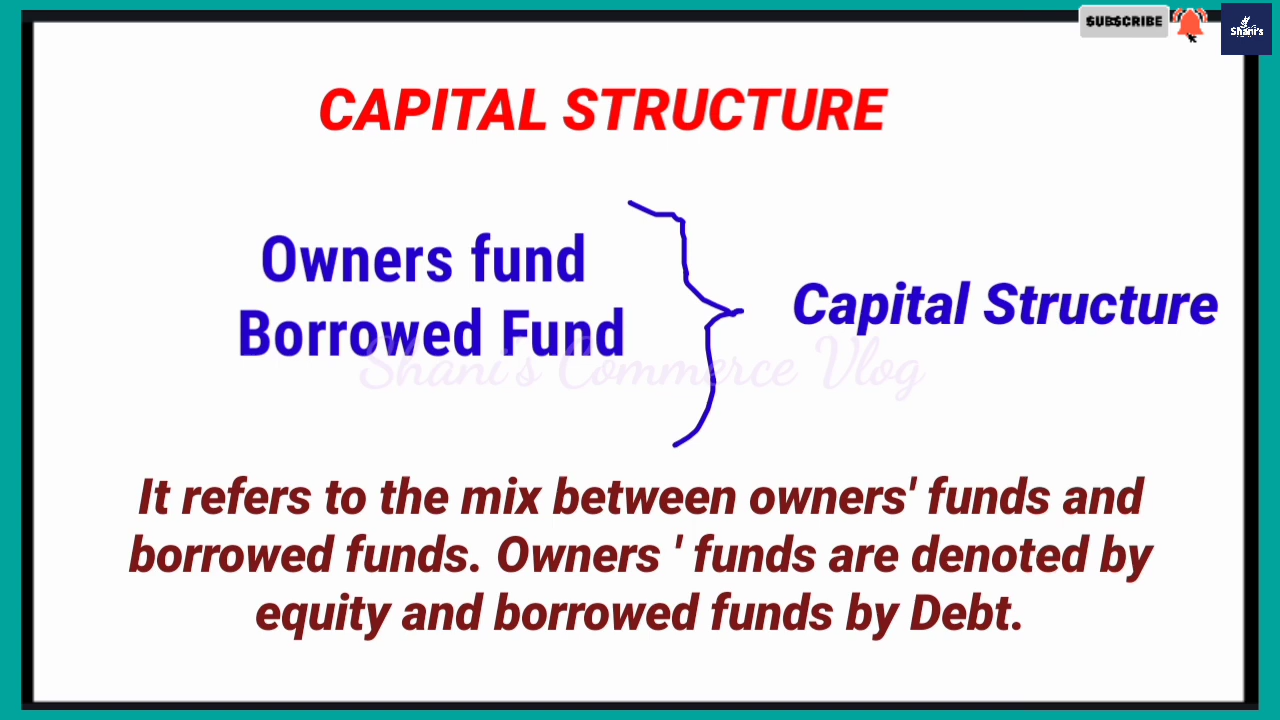 SUBSCRIBE
Shani's
CAPITAL STRUCTURE
Owners fund
Borrowed Fund
Capital Structure
Shani's Commerce Vlog
It refers to the mix between owners' funds and
borrowed funds. Owners ' funds are denoted by
equity and borrowed funds by Debt.